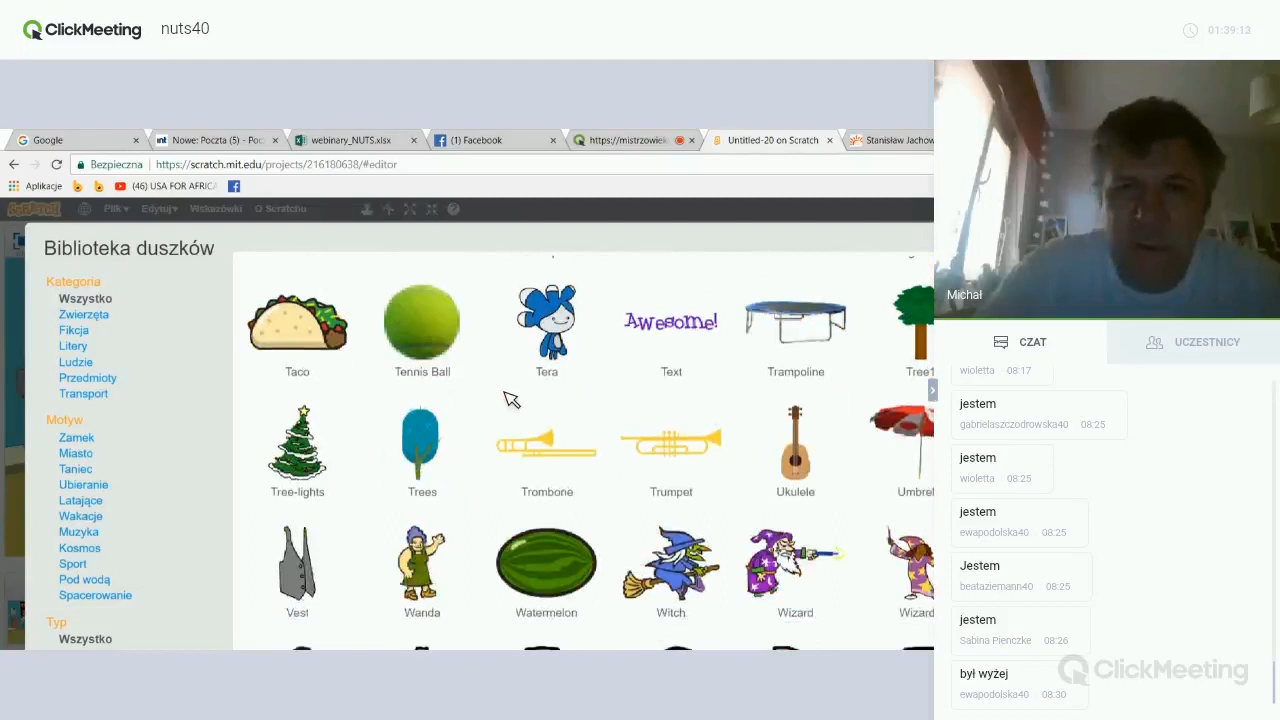 ClickMeeting nuts40 01:39:13
Google Nowe: Poczta (5) - Poc webinary_NUTS.xlsx (1) Facebook https://mistrzowiek Untitled-20 on Scratch Stanisław Jachow
Bezpieczna https://scratch.mit.edu/projects/216180638/#editor
Aplikacje (46) USA FOR AFRICA
SCRATCH Plik Edytuj Wskazówki O Scratchu
Biblioteka duszków
Kategoria
Wszystko
Zwierzęta
Fikcja
Litery
Ludzie
Przedmioty
Transport
Motyw
Zamek
Miasto
Taniec
Ubieranie
Latające
Wakacje
Muzyka
Kosmos
Sport
Pod wodą
Spacerowanie
Typ
Wszystko
Awesome!
Taco Tennis Ball Tera Text Trampoline Tree1
Tree-lights Trees Trombone Trumpet Ukulele Umbrel
Vest Wanda Watermelon Witch Wizard Wizard
Michał
CZAT UCZESTNICY
wioletta 08:17
jestem
gabrielaszczodrowska40 08:25
jestem
wioletta 08:25
jestem
ewapodolska40 08:25
Jestem
beataziemann40 08:25
jestem
Sabina Pienczke 08:26
był wyżej
ewapodolska40 08:30
ClickMeeting